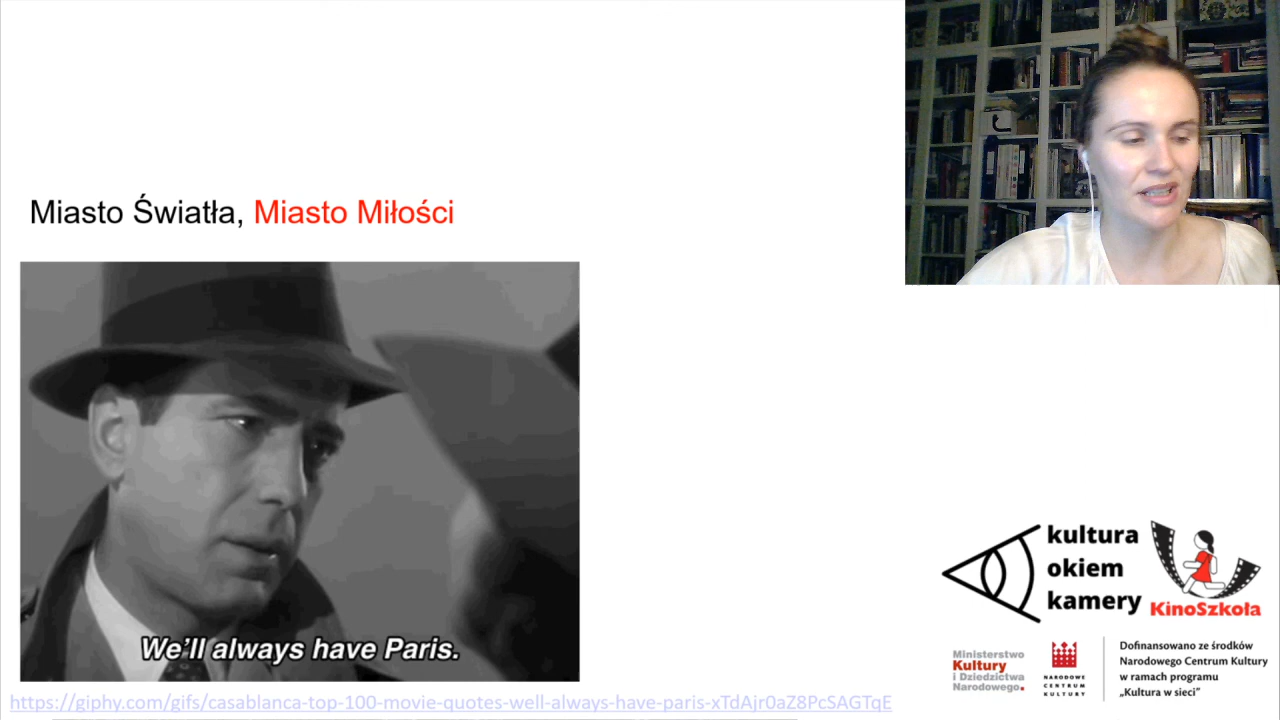 Miasto Światła, Miasto Miłości
We'll always have Paris.
https://giphy.com/gifs/casablanca-top-100-movie-quotes-well-always-have-paris-xTdAjr0aZ8PcSAGTqE
kultura
okiem
kamery
KinoSzkoła
Ministerstwo
Kultury
i Dziedzictwa
Narodowego.
NARODOWE
CENTRUM
KULTURY
Dofinansowano ze środków
Narodowego Centrum Kultury
w ramach programu
„Kultura w sieci”